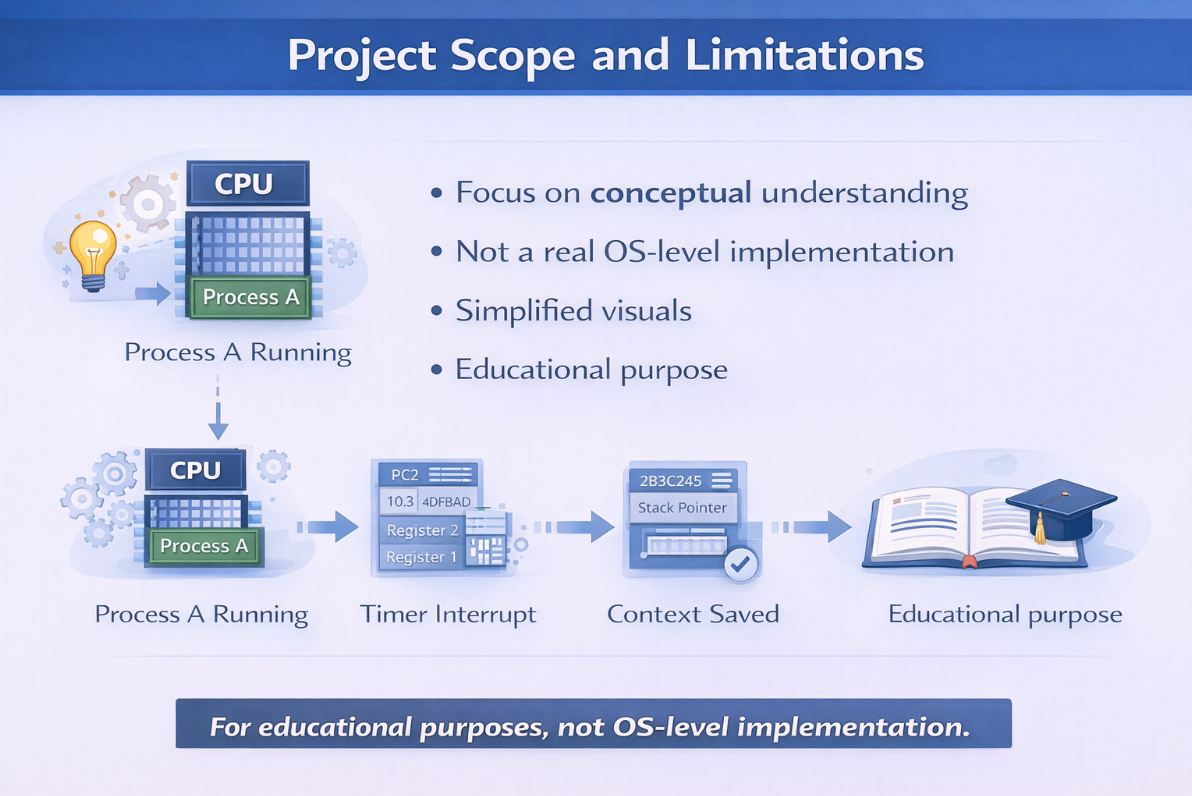 Project Scope and Limitations
CPU
Process A
Process A Running
• Focus on conceptual understanding
• Not a real OS-level implementation
• Simplified visuals
• Educational purpose
CPU
Process A
Process A Running
PC2
10.3 4DFBAD
Register 2
Register 1
Timer Interrupt
2B3C245
Stack Pointer
Context Saved
Educational purpose
For educational purposes, not OS-level implementation.